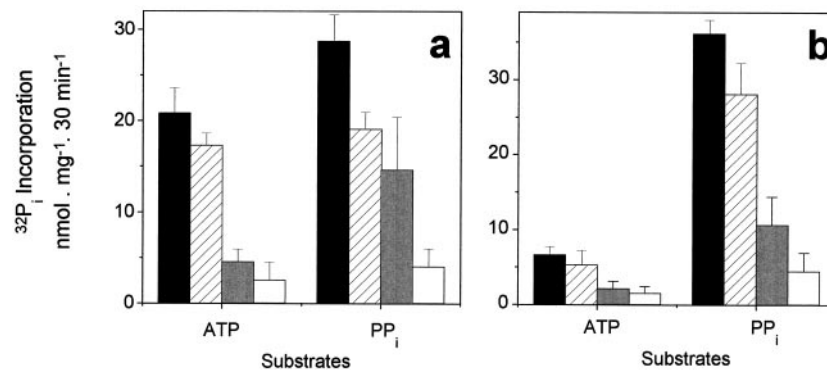 ³²Pᵢ Incorporation
nmol . mg⁻¹. 30 min⁻¹
a
30
20
10
0
ATP
PPᵢ
Substrates
b
30
20
10
0
ATP
PPᵢ
Substrates